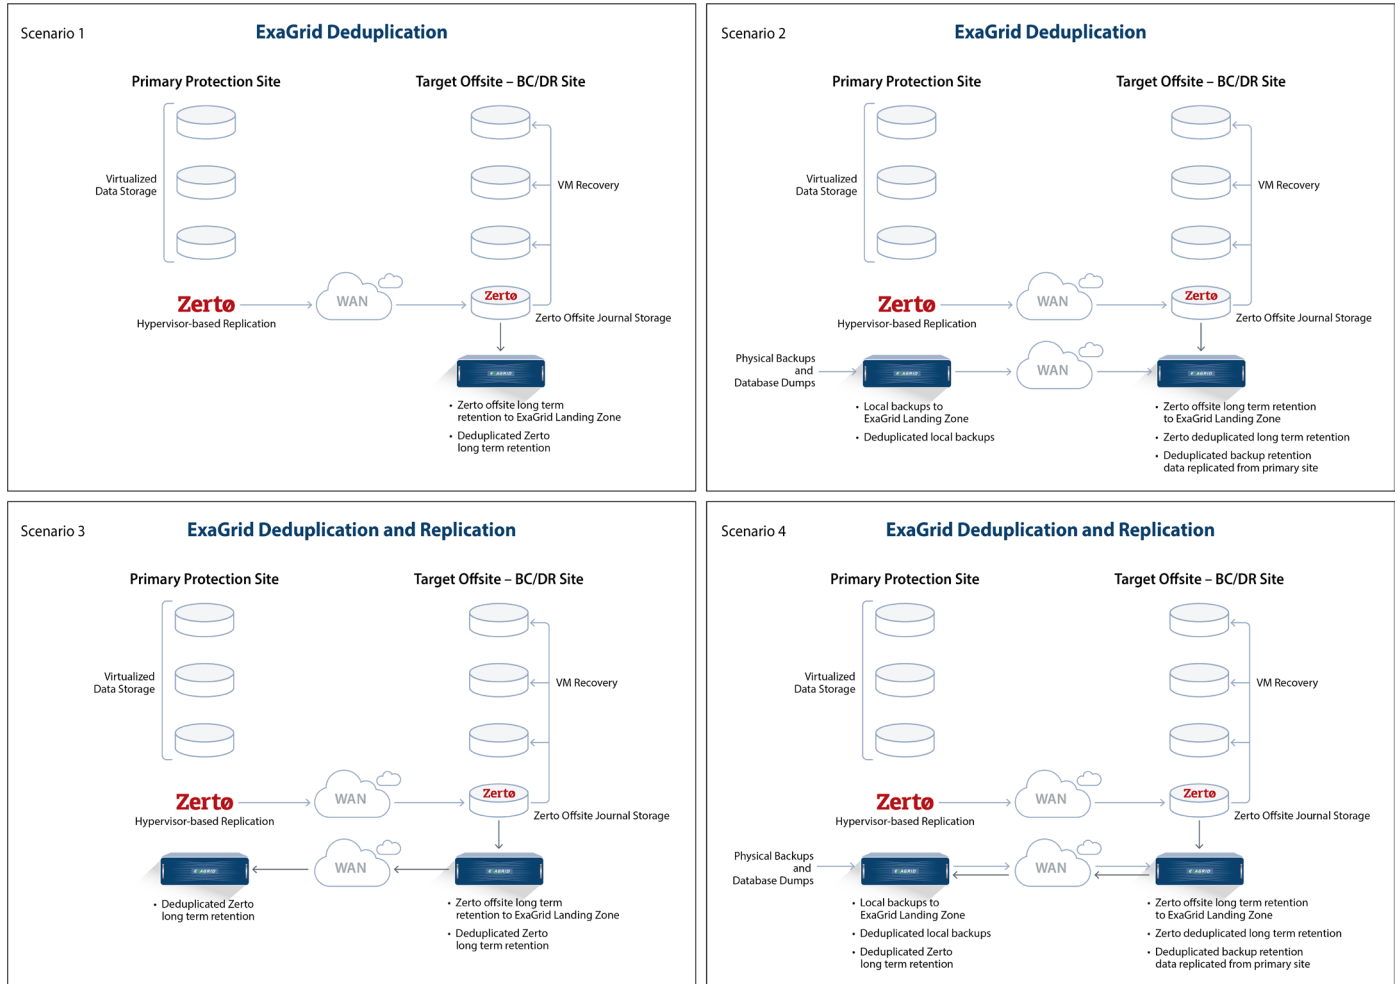 Scenario 1
ExaGrid Deduplication
Primary Protection Site
Target Offsite – BC/DR Site
Virtualized
Data Storage
VM Recovery
Zerto
Hypervisor-based Replication
WAN
Zerto
Zerto Offsite Journal Storage
EXAGRID
• Zerto offsite long term
retention to ExaGrid Landing Zone
• Deduplicated Zerto
long term retention
Scenario 2
ExaGrid Deduplication
Primary Protection Site
Target Offsite – BC/DR Site
Virtualized
Data Storage
VM Recovery
Zerto
Hypervisor-based Replication
WAN
Zerto
Zerto Offsite Journal Storage
Physical Backups
and
Database Dumps
EXAGRID
WAN
EXAGRID
• Local backups to
ExaGrid Landing Zone
• Deduplicated local backups
• Zerto offsite long term retention
to ExaGrid Landing Zone
• Zerto deduplicated long term retention
• Deduplicated backup retention
data replicated from primary site
Scenario 3
ExaGrid Deduplication and Replication
Primary Protection Site
Target Offsite – BC/DR Site
Virtualized
Data Storage
VM Recovery
Zerto
Hypervisor-based Replication
WAN
Zerto
Zerto Offsite Journal Storage
EXAGRID
WAN
EXAGRID
• Deduplicated Zerto
long term retention
• Zerto offsite long term
retention to ExaGrid Landing Zone
• Deduplicated Zerto
long term retention
Scenario 4
ExaGrid Deduplication and Replication
Primary Protection Site
Target Offsite – BC/DR Site
Virtualized
Data Storage
VM Recovery
Zerto
Hypervisor-based Replication
WAN
Zerto
Zerto Offsite Journal Storage
Physical Backups
and
Database Dumps
EXAGRID
WAN
EXAGRID
• Local backups to
ExaGrid Landing Zone
• Deduplicated local backups
• Deduplicated Zerto
long term retention
• Zerto offsite long term retention
to ExaGrid Landing Zone
• Zerto deduplicated long term retention
• Deduplicated backup retention
data replicated from primary site